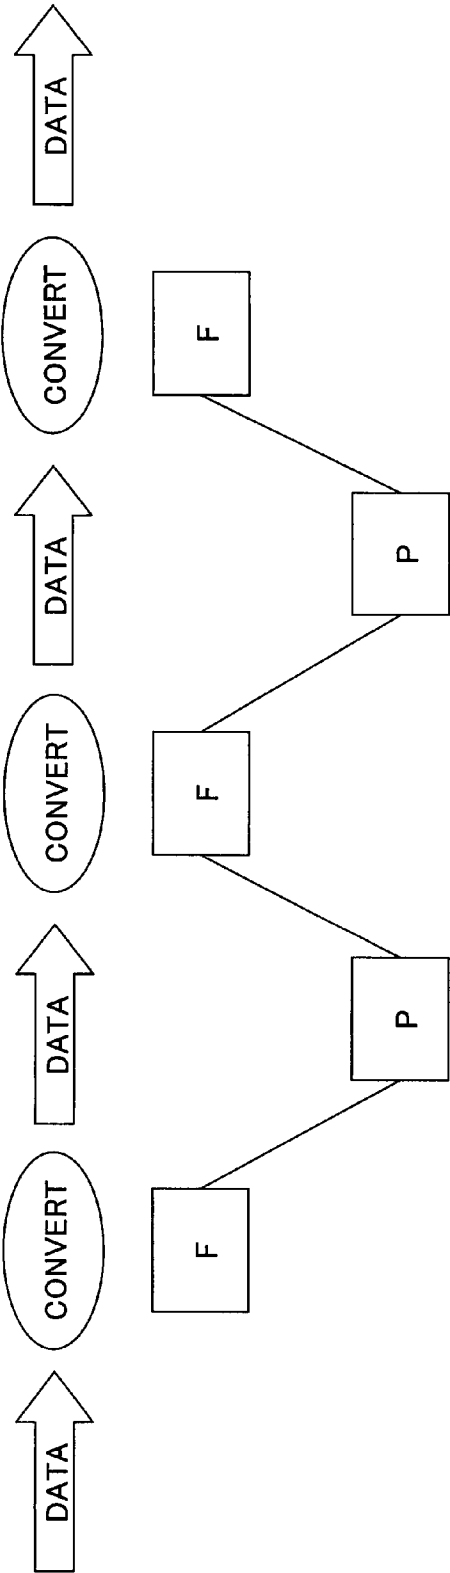 DATA
CONVERT
DATA
CONVERT
DATA
CONVERT
DATA
F
F
F
P
P